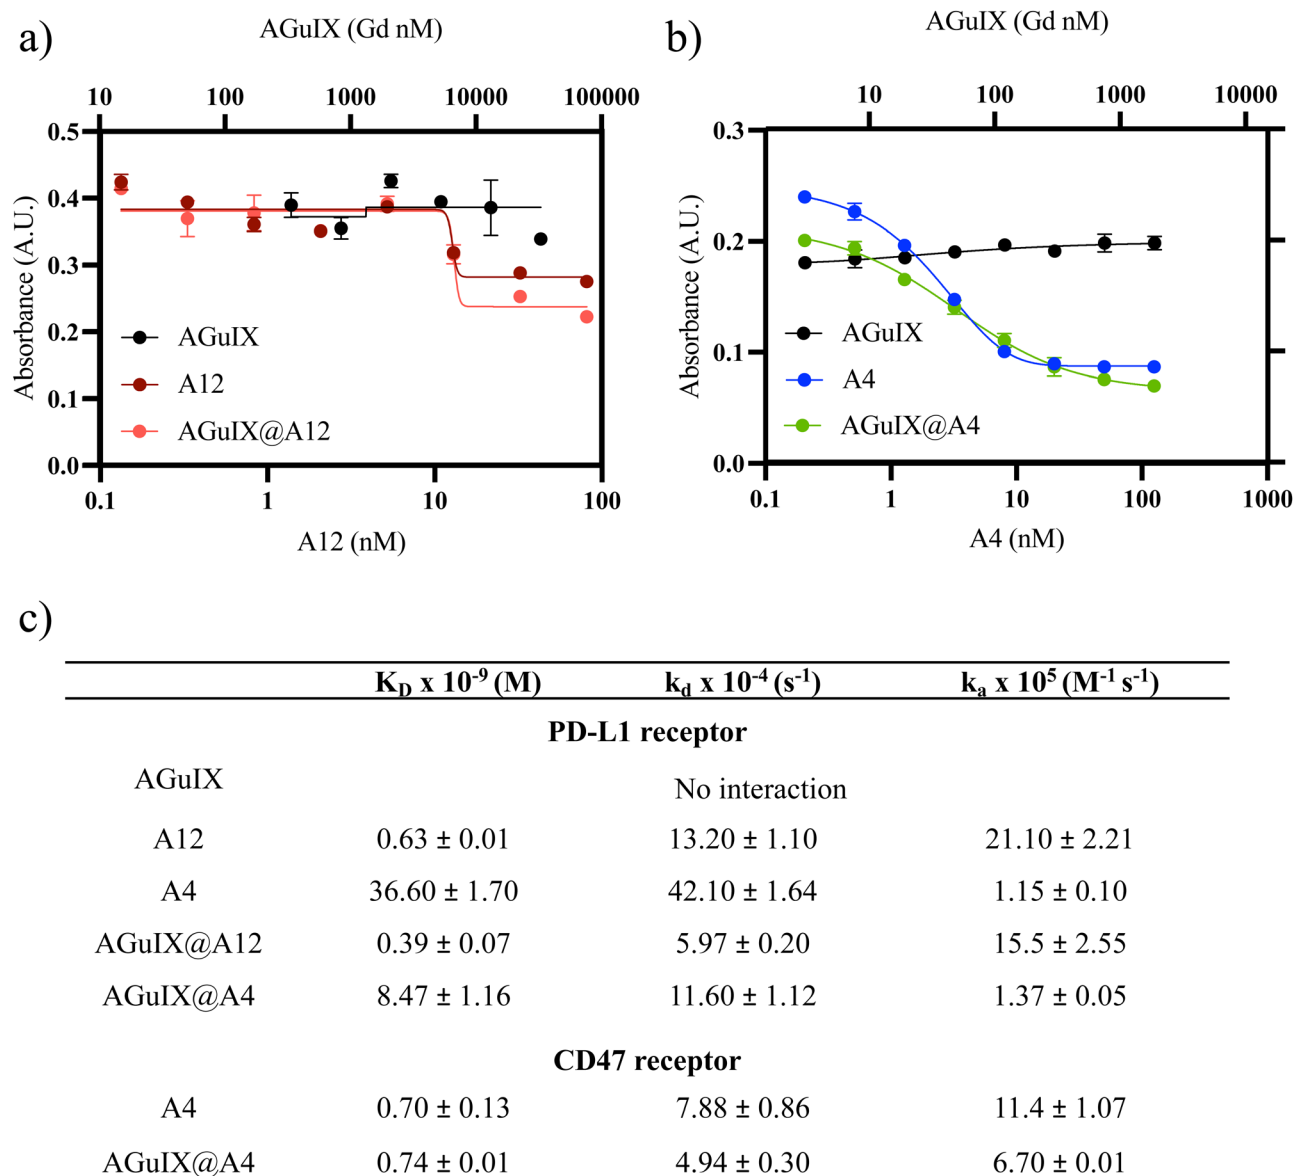 a)
AGuIX (Gd nM)
10 100 1000 10000 100000
0.5
0.4
0.3
0.2
0.1
0.0
Absorbance (A.U.)
AGuIX
A12
AGuIX@A12
0.1 1 10 100
A12 (nM)
b)
AGuIX (Gd nM)
10 100 1000 10000
0.3
0.2
0.1
0.0
Absorbance (A.U.)
AGuIX
A4
AGuIX@A4
0.1 1 10 100 1000
A4 (nM)
c)
K_D x 10^-9 (M) k_d x 10^-4 (s^-1) k_a x 10^5 (M^-1 s^-1)
PD-L1 receptor
AGuIX No interaction
A12 0.63 ± 0.01 13.20 ± 1.10 21.10 ± 2.21
A4 36.60 ± 1.70 42.10 ± 1.64 1.15 ± 0.10
AGuIX@A12 0.39 ± 0.07 5.97 ± 0.20 15.5 ± 2.55
AGuIX@A4 8.47 ± 1.16 11.60 ± 1.12 1.37 ± 0.05
CD47 receptor
A4 0.70 ± 0.13 7.88 ± 0.86 11.4 ± 1.07
AGuIX@A4 0.74 ± 0.01 4.94 ± 0.30 6.70 ± 0.01